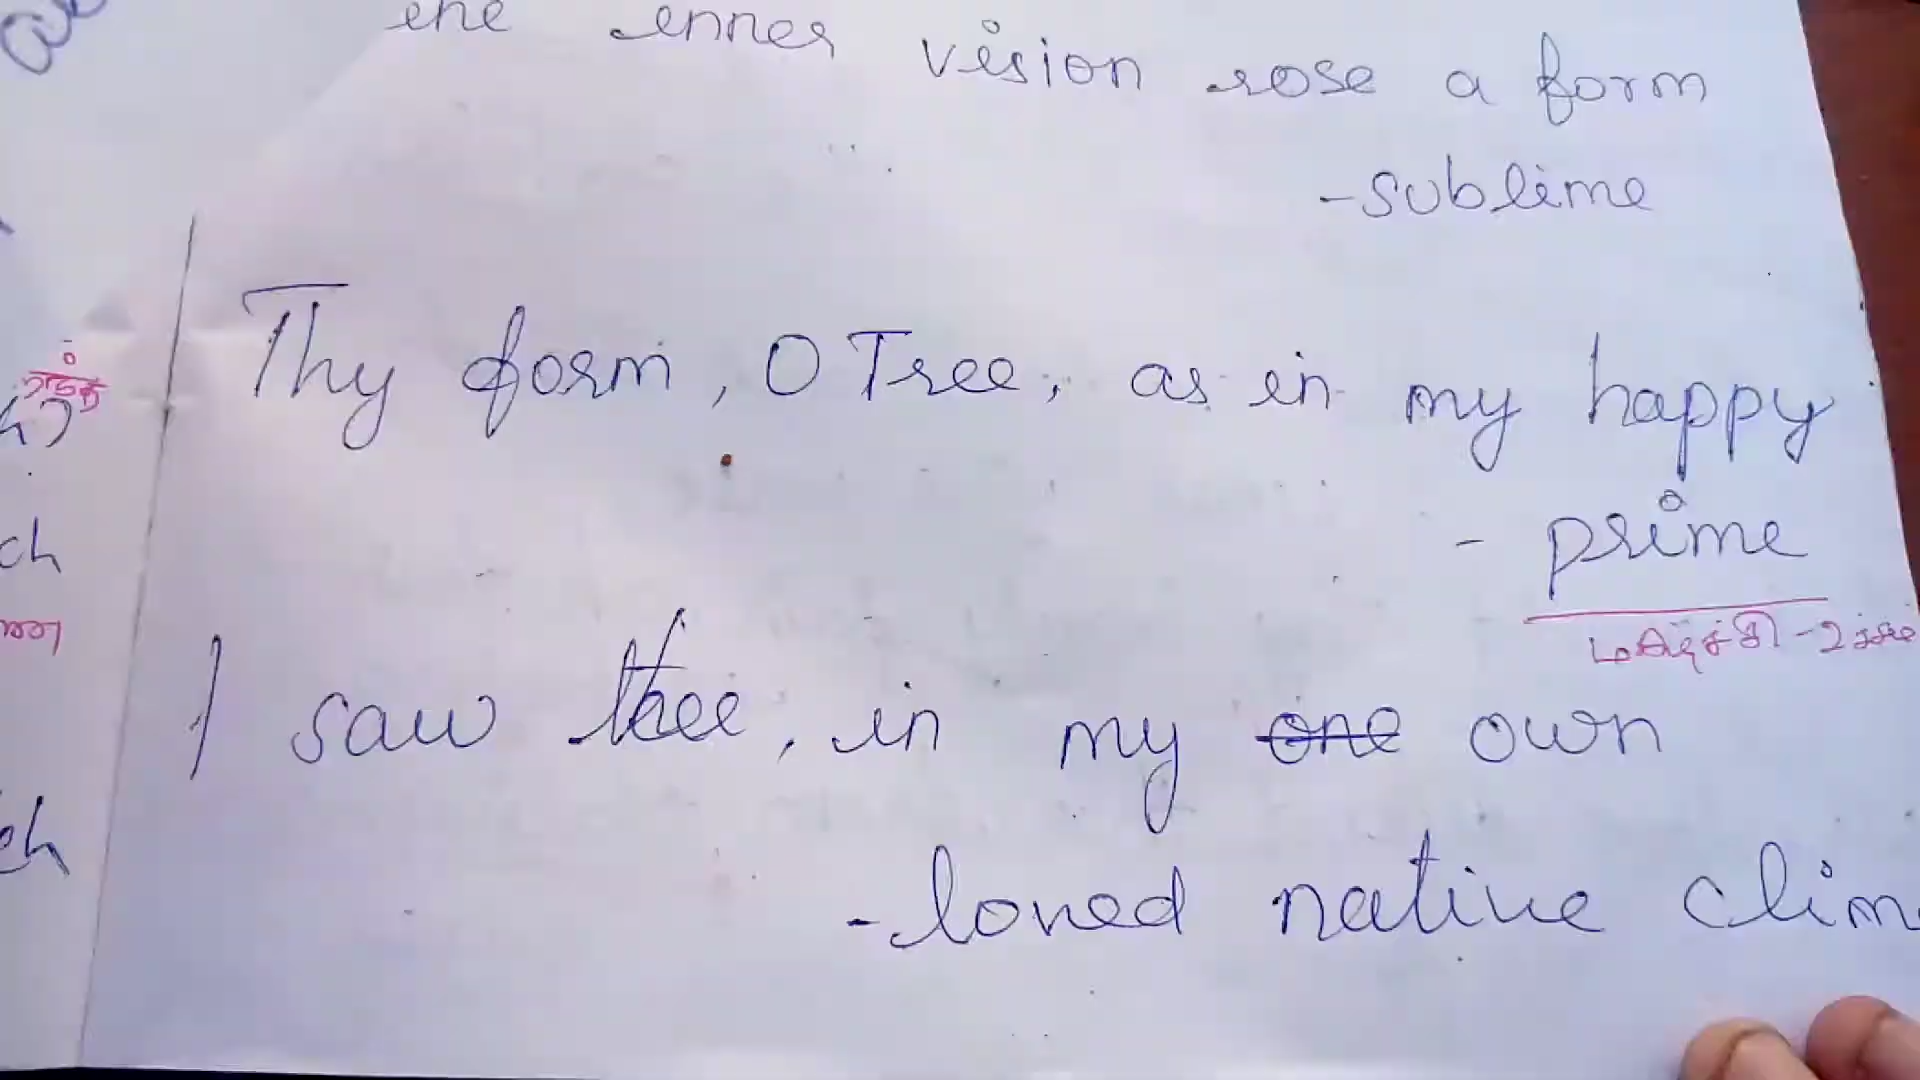 the inner vision rose a form
-sublime
Thy form, O Tree, as in my happy
- prime
I saw thee, in my one own
-loved native clim
ch